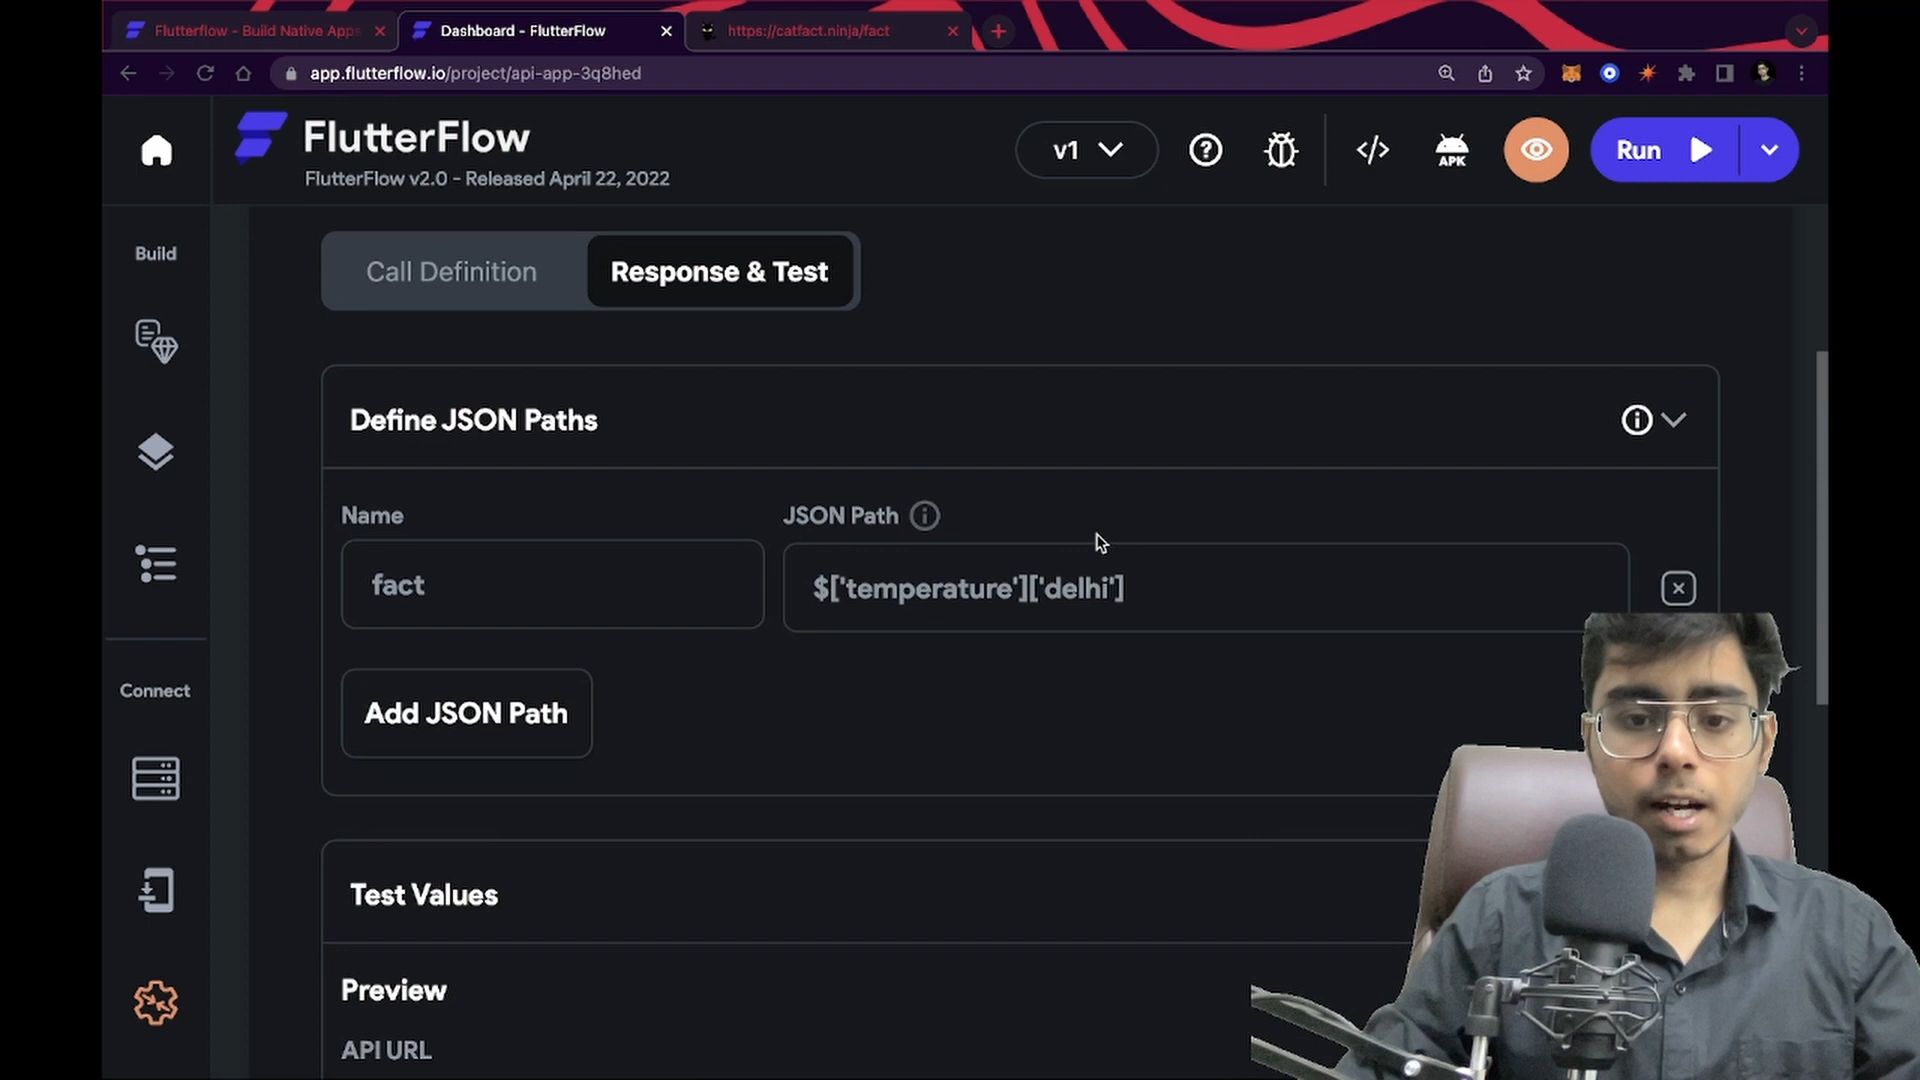 Flutterflow - Build Native Apps
Dashboard - FlutterFlow
https://catfact.ninja/fact
app.flutterflow.io/project/api-app-3q8hed
FlutterFlow
FlutterFlow v2.0 - Released April 22, 2022
v1
APK
Run
Build
Call Definition
Response & Test
Define JSON Paths
Name
JSON Path
fact
$['temperature']['delhi']
Add JSON Path
Connect
Test Values
Preview
API URL